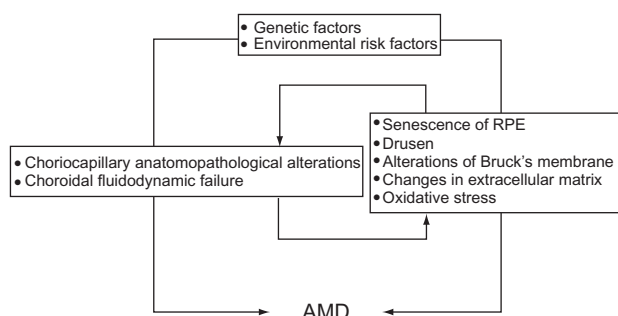 • Genetic factors
• Environmental risk factors
• Choriocapillary anatomopathological alterations
• Choroidal fluidodynamic failure
• Senescence of RPE
• Drusen
• Alterations of Bruck's membrane
• Changes in extracellular matrix
• Oxidative stress
AMD